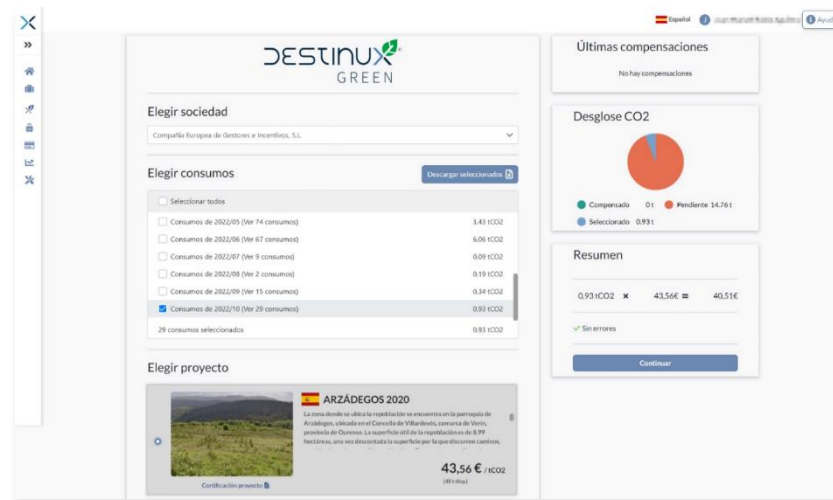 Español
Ayud
DESTINUX
GREEN
Elegir sociedad
Compañía Europea de Gestores e Incentivos, S.L.
Elegir consumos
Descargar seleccionados
Seleccionar todos
Consumos de 2022/05 (Ver 74 consumos) 3.43 tCO2
Consumos de 2022/06 (Ver 67 consumos) 6.06 tCO2
Consumos de 2022/07 (Ver 9 consumos) 0.09 tCO2
Consumos de 2022/08 (Ver 2 consumos) 0.19 tCO2
Consumos de 2022/09 (Ver 15 consumos) 0.34 tCO2
Consumos de 2022/10 (Ver 29 consumos) 0.93 tCO2
29 consumos seleccionados 0.93 tCO2
Elegir proyecto
ARZÁDEGOS 2020
La zona donde se ubica la repoblación se encuentra en la parroquia de
Arzádegos, ubicada en el Concello de Villardevós, comarca de Verín,
provincia de Ourense. La superficie útil de la repoblación es de 8,99
hectáreas, una vez descontada la superficie por la que discurren caminos,
43,56 € / tCO2
Certificación proyecto
Últimas compensaciones
No hay compensaciones
Desglose CO2
Compensado 0 t Pendiente 14.76 t
Seleccionado 0.93 t
Resumen
0,93 tCO2 × 43,56€ = 40,51€
Sin errores
Continuar